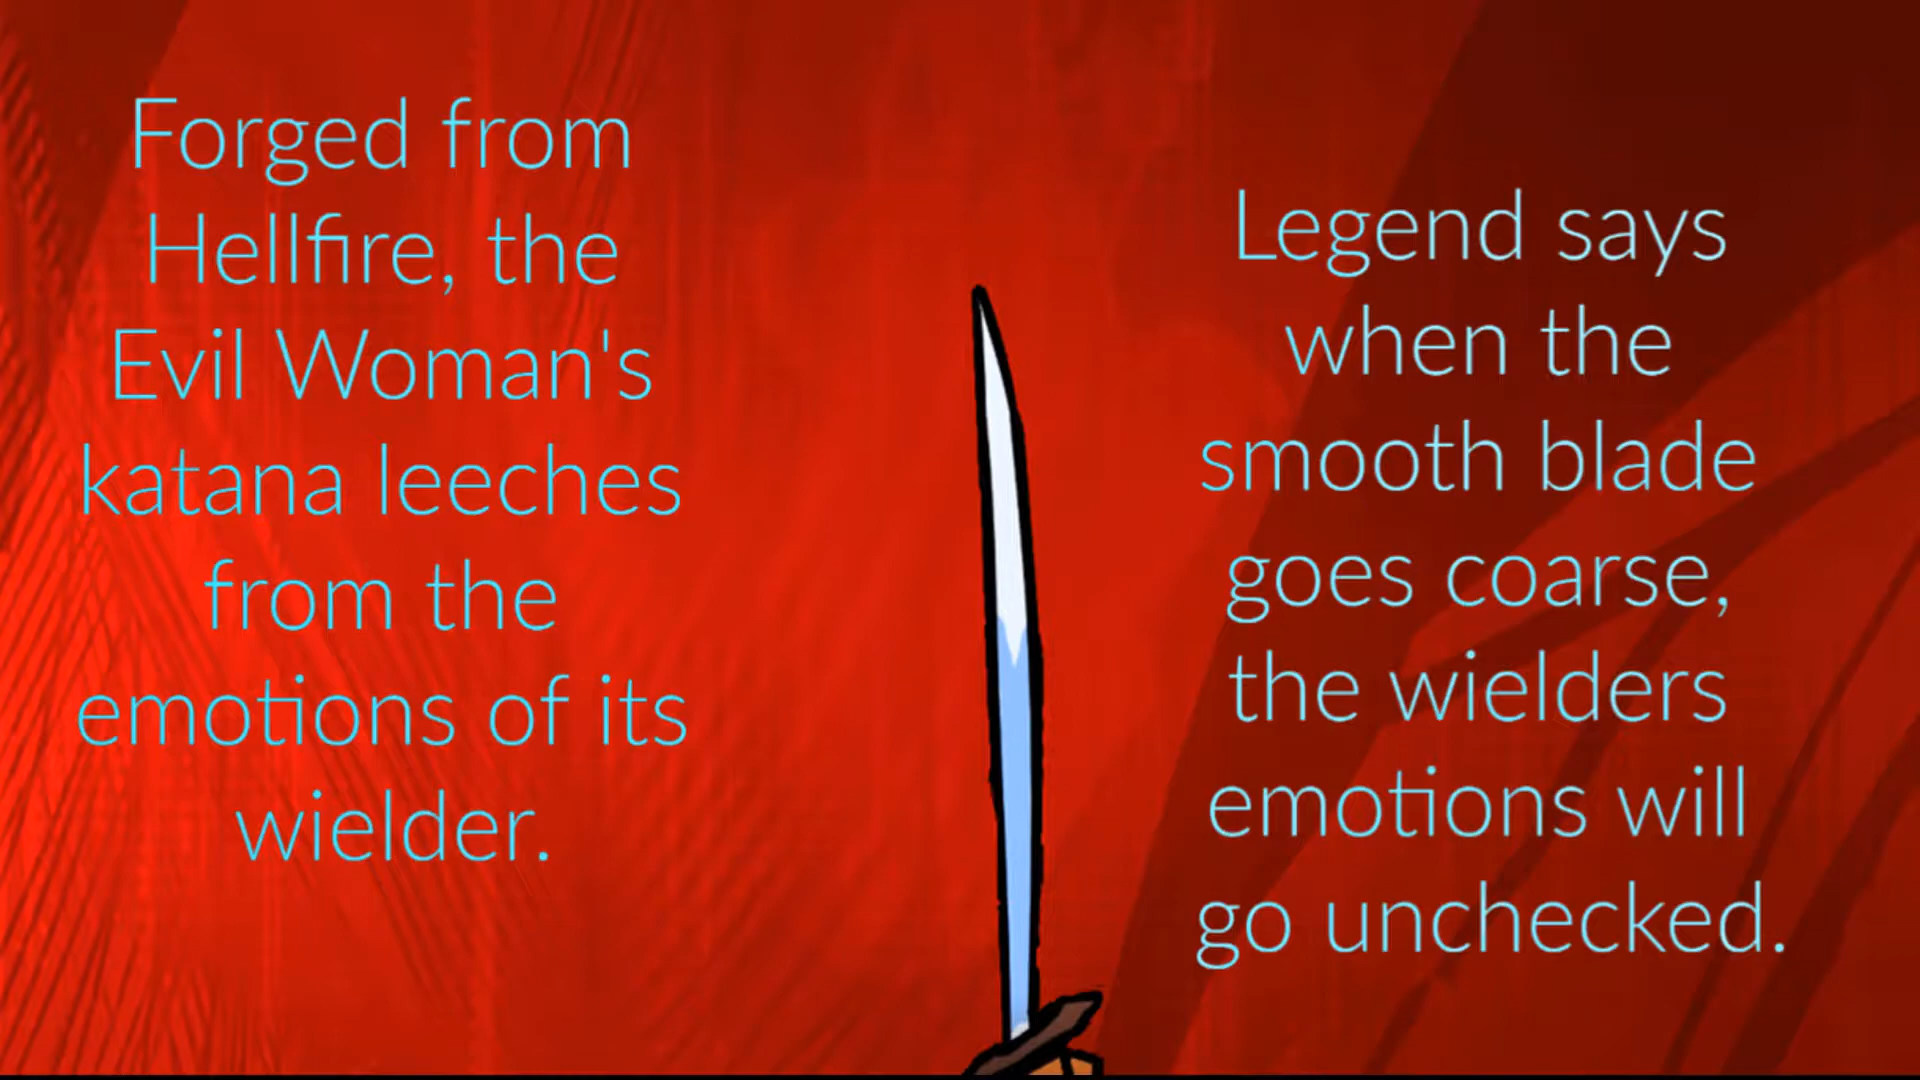 Forged from
Hellfire, the
Evil Woman's
katana leeches
from the
emotions of its
wielder.
Legend says
when the
smooth blade
goes coarse,
the wielders
emotions will
go unchecked.